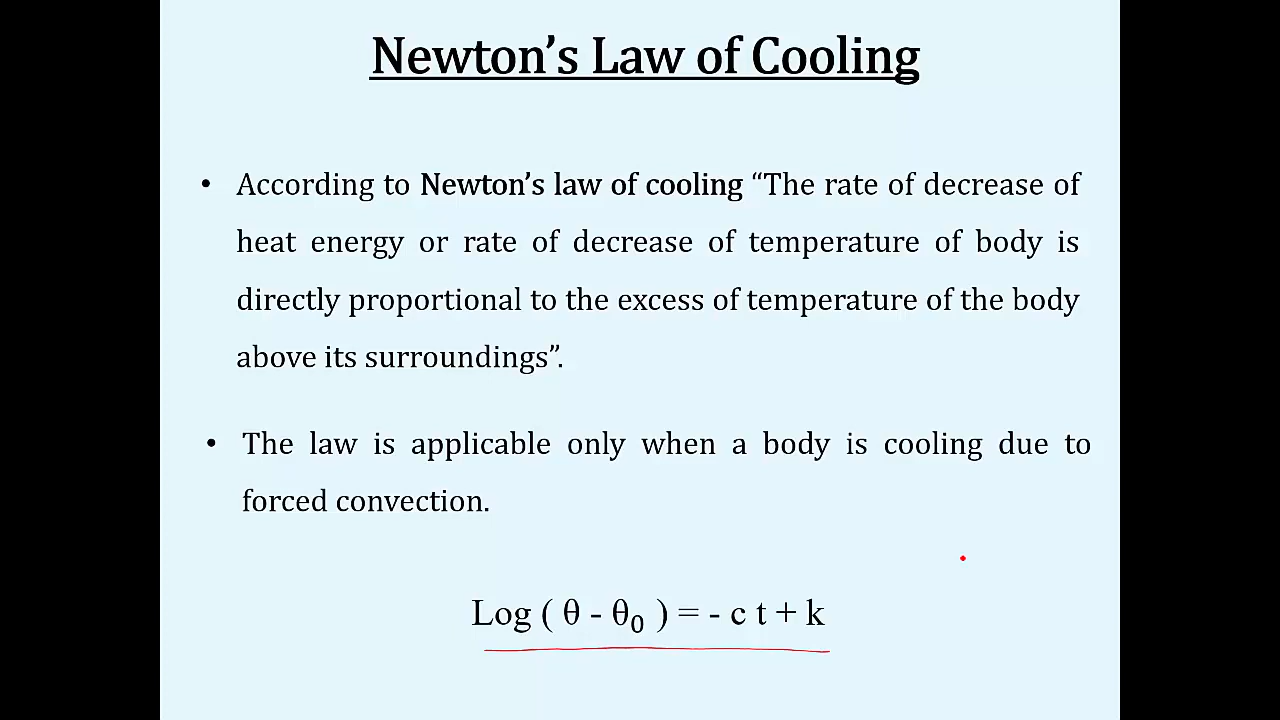 Newton’s Law of Cooling
• According to Newton’s law of cooling “The rate of decrease of
heat energy or rate of decrease of temperature of body is
directly proportional to the excess of temperature of the body
above its surroundings”.
• The law is applicable only when a body is cooling due to
forced convection.
Log ( θ - θ₀ ) = - c t + k